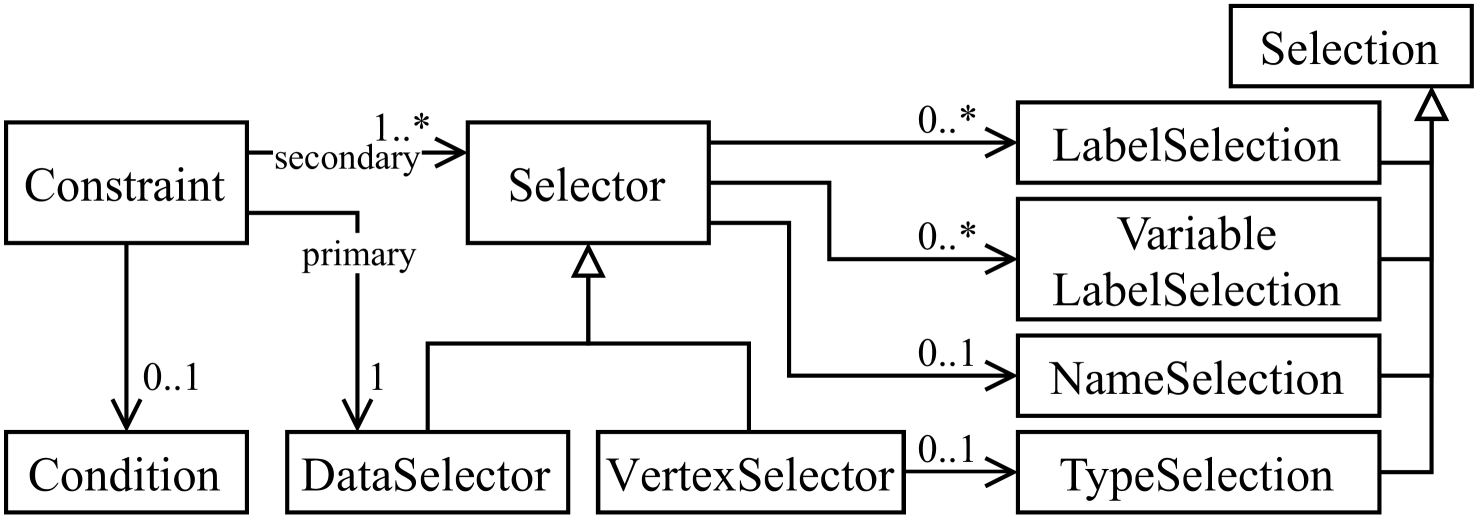 Selection
1..*
secondary
0..*
LabelSelection
Constraint
Selector
primary
0..*
Variable
LabelSelection
0..1
1
0..1
NameSelection
Condition
DataSelector
VertexSelector
0..1
TypeSelection